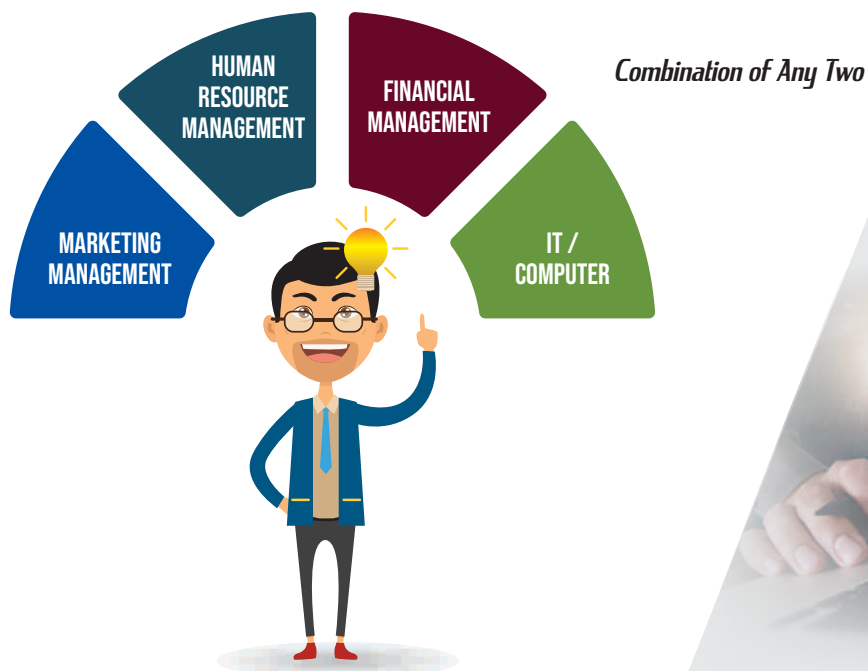 HUMAN
RESOURCE
MANAGEMENT
FINANCIAL
MANAGEMENT
Combination of Any Two
MARKETING
MANAGEMENT
IT /
COMPUTER